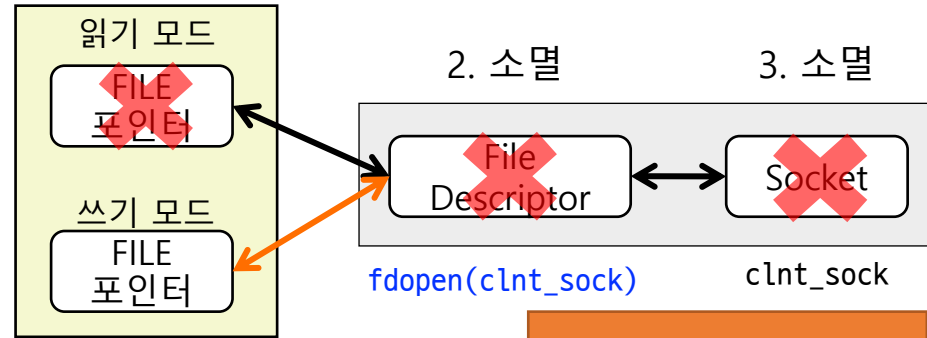 읽기 모드
FILE
포인터
쓰기 모드
FILE
포인터
2. 소멸
File
Descriptor
fdopen(clnt_sock)
3. 소멸
Socket
clnt_sock